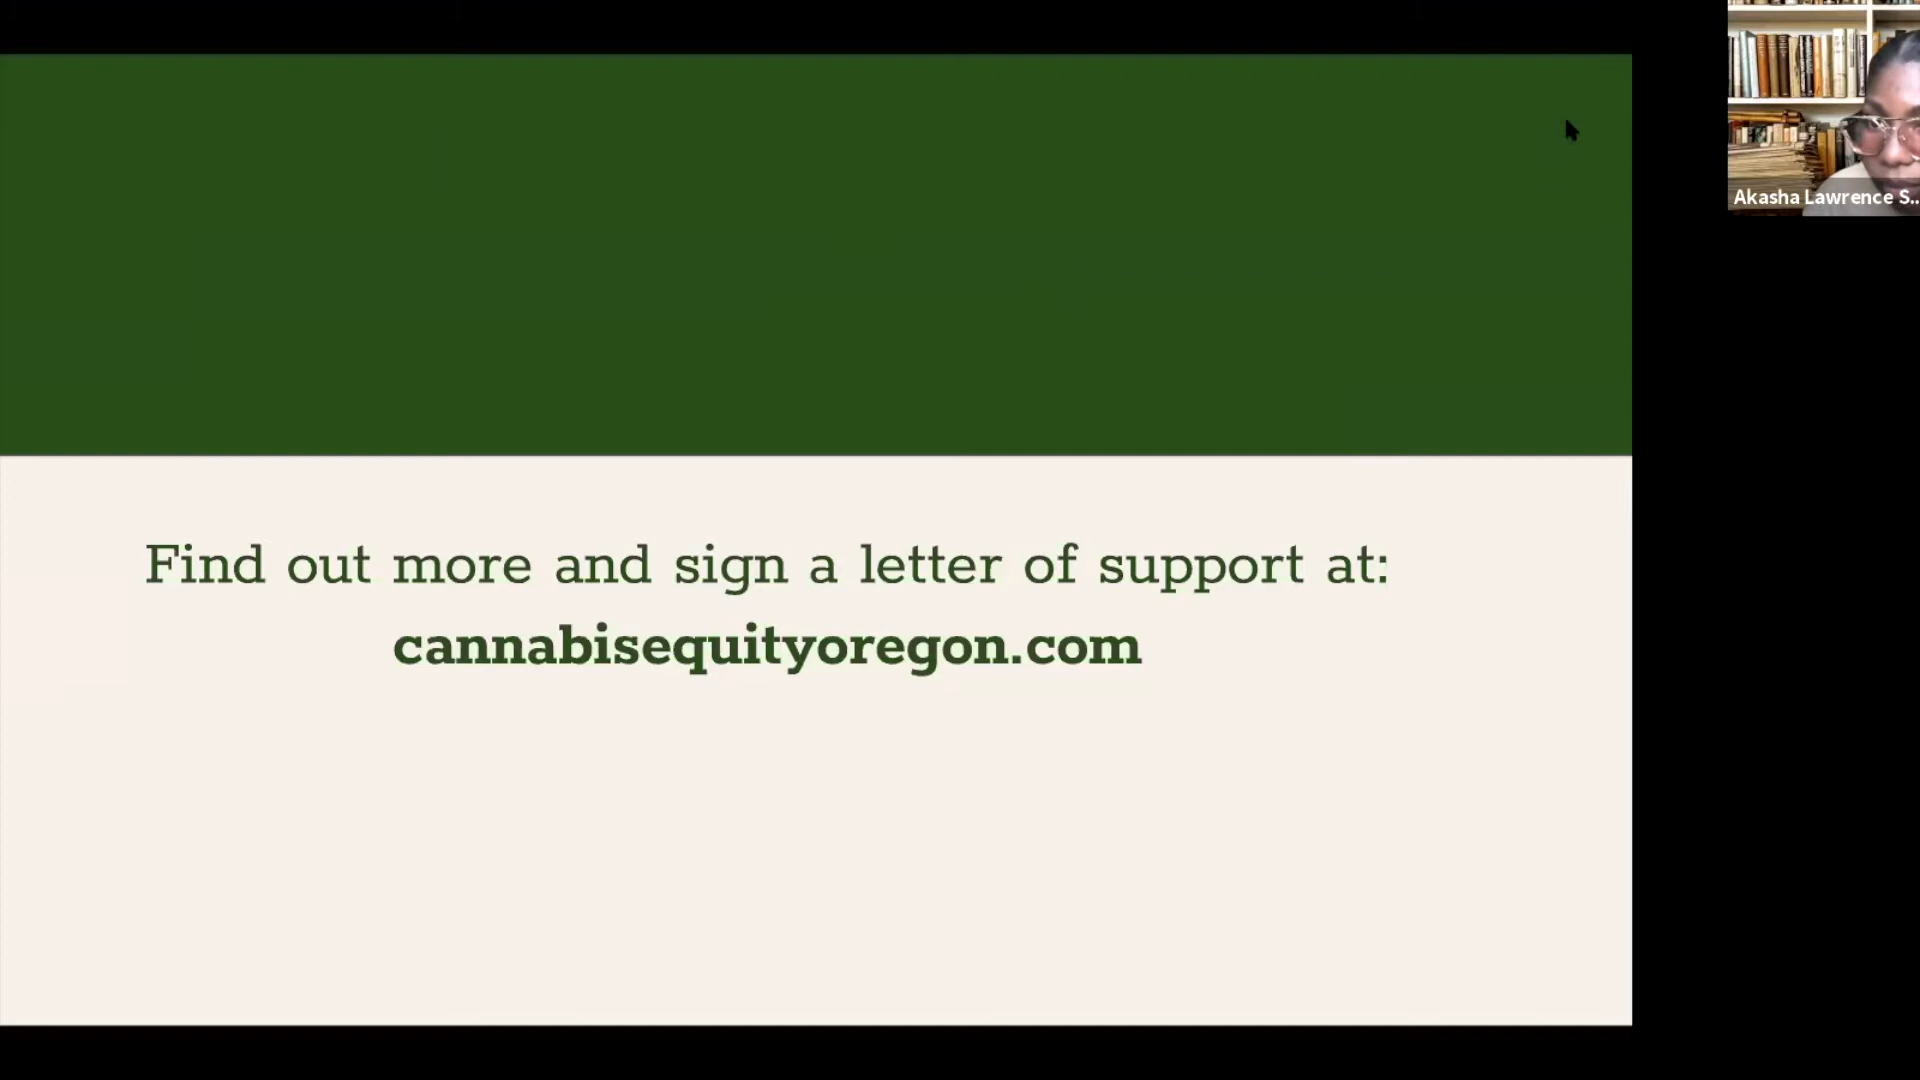 Akasha Lawrence S..
Find out more and sign a letter of support at:
cannabisequityoregon.com